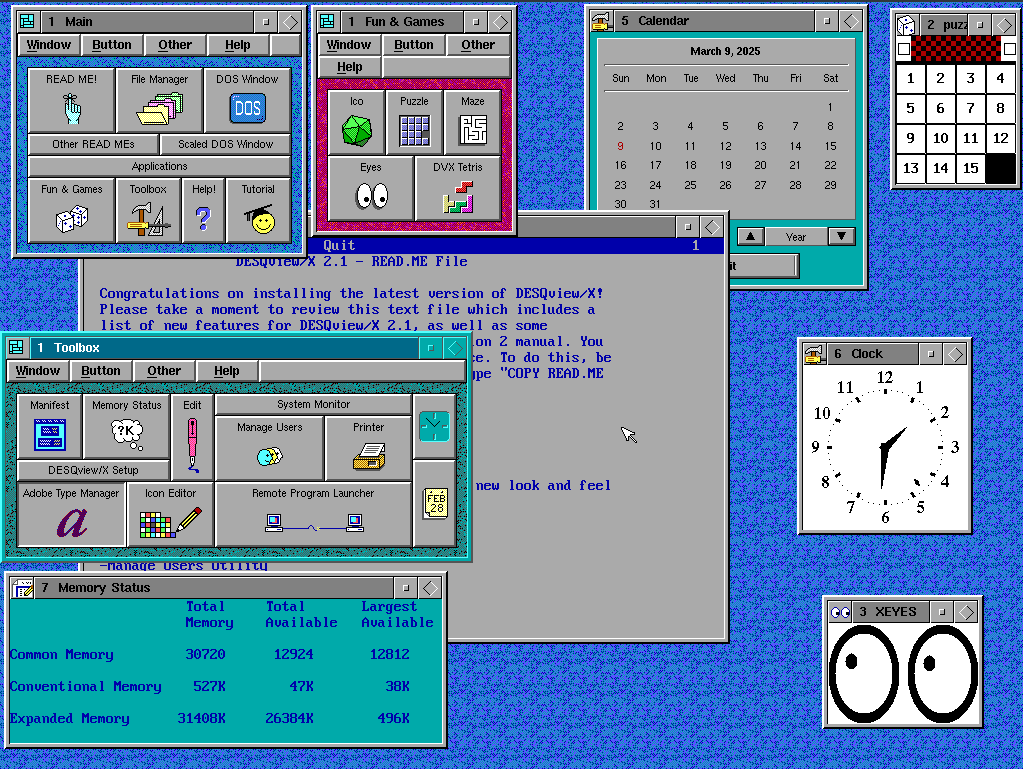 1 Main
Window Button Other Help
READ ME! File Manager DOS Window
DOS
Other READ MEs Scaled DOS Window
Applications
Fun & Games Toolbox Help! Tutorial
?
1 Fun & Games
Window Button Other
Help
Ico Puzzle Maze
Eyes DVX Tetris
5 Calendar
March 9, 2025
Sun Mon Tue Wed Thu Fri Sat
1
2 3 4 5 6 7 8
9 10 11 12 13 14 15
16 17 18 19 20 21 22
23 24 25 26 27 28 29
30 31
Year
it
2 puzz
1 2 3 4
5 6 7 8
9 10 11 12
13 14 15
Quit 1
DESQview/X 2.1 - READ.ME File
Congratulations on installing the latest version of DESQview/X!
Please take a moment to review this text file which includes a
list of new features for DESQview/X 2.1, as well as some
on 2 manual. You
ce. To do this, be
ype "COPY READ.ME
new look and feel
-Manage Users Utility
1 Toolbox
Window Button Other Help
Manifest Memory Status Edit System Monitor
?K
Manage Users Printer
DESQview/X Setup
Adobe Type Manager Icon Editor Remote Program Launcher
a
FEB
28
6 Clock
12
11 1
10 2
9 3
8 4
7 5
6
7 Memory Status
Total Total Largest
Memory Available Available
Common Memory 30720 12924 12812
Conventional Memory 527K 47K 38K
Expanded Memory 31408K 26384K 496K
3 XEYES